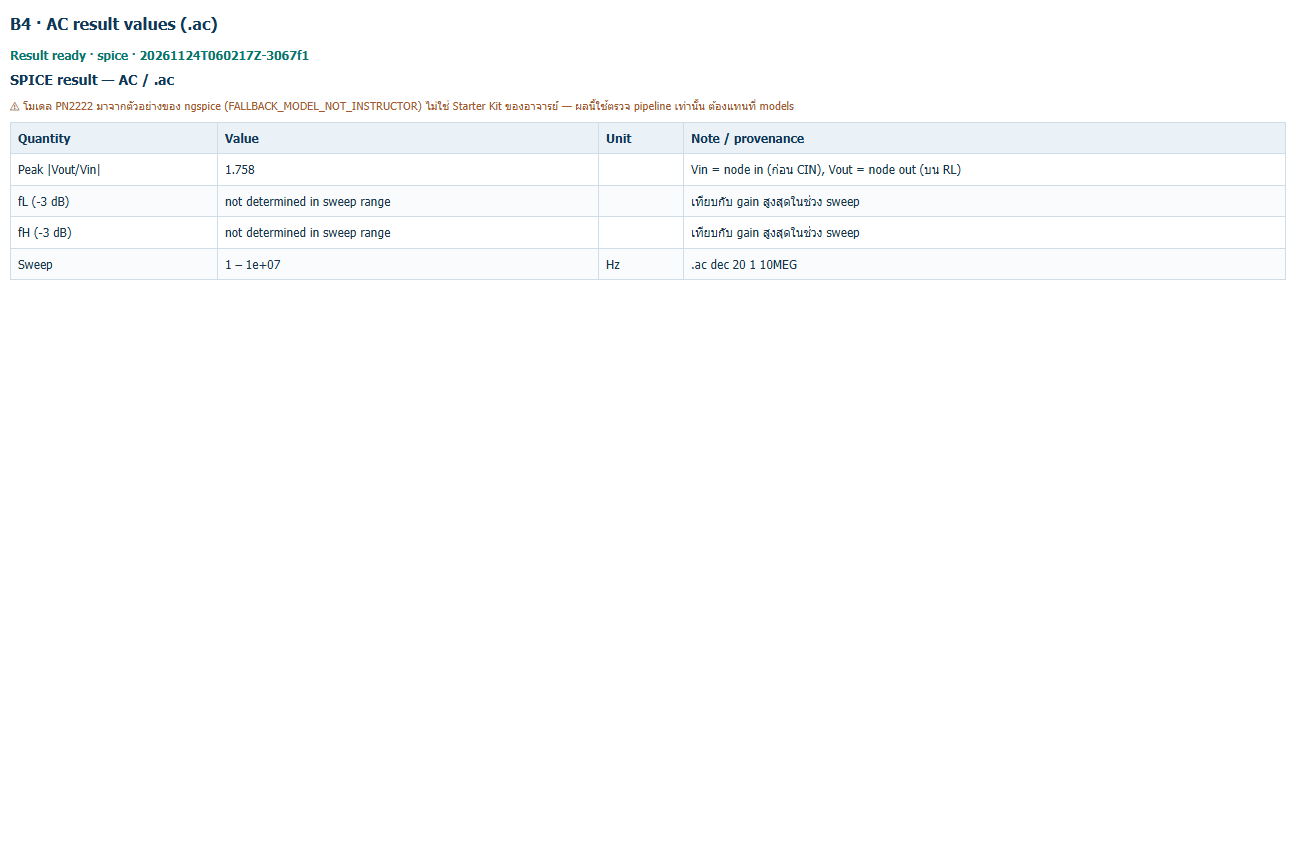 B4 · AC result values (.ac)
Result ready · spice · 20261124T060217Z-3067f1
SPICE result — AC / .ac
⚠ โมเดล PN2222 มาจากตัวอย่างของ ngspice (FALLBACK_MODEL_NOT_INSTRUCTOR) ไม่ใช่ Starter Kit ของอาจารย์ — ผลนี้ใช้ตรวจ pipeline เท่านั้น ต้องแทนที่ models
Quantity Value Unit Note / provenance
Peak |Vout/Vin| 1.758 Vin = node in (ก่อน CIN), Vout = node out (บน RL)
fL (-3 dB) not determined in sweep range เทียบกับ gain สูงสุดในช่วง sweep
fH (-3 dB) not determined in sweep range เทียบกับ gain สูงสุดในช่วง sweep
Sweep 1 – 1e+07 Hz .ac dec 20 1 10MEG